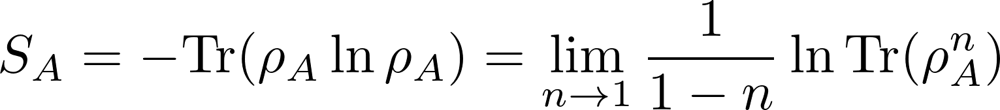 $S_A = -\mathrm{Tr}(\rho_A \ln \rho_A) = \lim_{n \to 1} \frac{1}{1-n} \ln \mathrm{Tr}(\rho_A^n)$